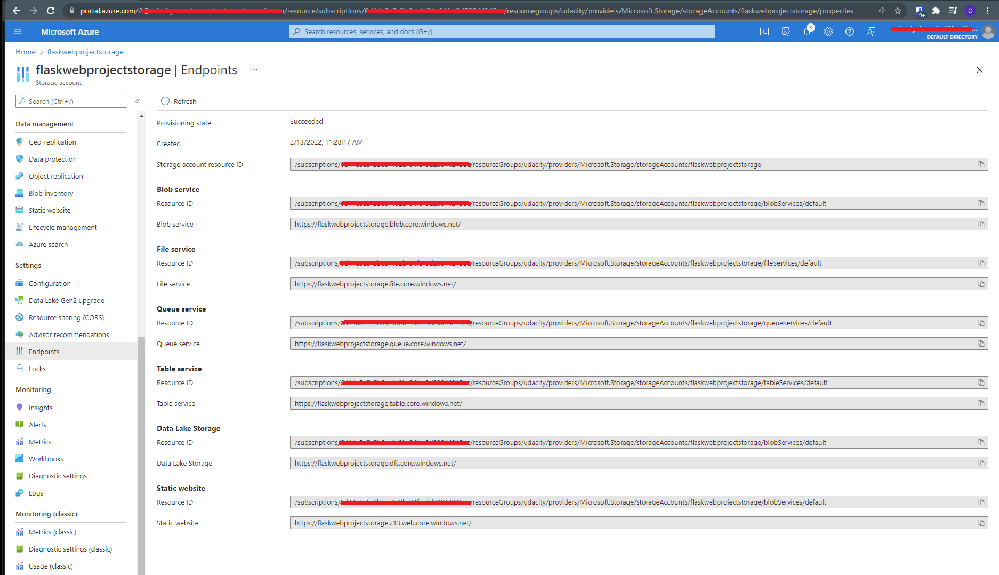 portal.azure.com/# /resource/subscriptions/ /resourcegroups/udacity/providers/Microsoft.Storage/storageAccounts/flaskwebprojectstorage/properties
9+
C
Microsoft Azure
Search resources, services, and docs (G+/)
3
DEFAULT DIRECTORY
Home > flaskwebprojectstorage
flaskwebprojectstorage | Endpoints ...
Storage account
Search (Ctrl+/)
«
Data management
Geo-replication
Data protection
Object replication
Blob inventory
Static website
Lifecycle management
Azure search
Settings
Configuration
Data Lake Gen2 upgrade
Resource sharing (CORS)
Advisor recommendations
Endpoints
Locks
Monitoring
Insights
Alerts
Metrics
Workbooks
Diagnostic settings
Logs
Monitoring (classic)
Metrics (classic)
Diagnostic settings (classic)
Usage (classic)
Refresh
Provisioning state Succeeded
Created 2/13/2022, 11:28:17 AM
Storage account resource ID /subscriptions/ /resourceGroups/udacity/providers/Microsoft.Storage/storageAccounts/flaskwebprojectstorage
Blob service
Resource ID /subscriptions/ /resourceGroups/udacity/providers/Microsoft.Storage/storageAccounts/flaskwebprojectstorage/blobServices/default
Blob service https://flaskwebprojectstorage.blob.core.windows.net/
File service
Resource ID /subscriptions/ /resourceGroups/udacity/providers/Microsoft.Storage/storageAccounts/flaskwebprojectstorage/fileServices/default
File service https://flaskwebprojectstorage.file.core.windows.net/
Queue service
Resource ID /subscriptions/ /resourceGroups/udacity/providers/Microsoft.Storage/storageAccounts/flaskwebprojectstorage/queueServices/default
Queue service https://flaskwebprojectstorage.queue.core.windows.net/
Table service
Resource ID /subscriptions/ /resourceGroups/udacity/providers/Microsoft.Storage/storageAccounts/flaskwebprojectstorage/tableServices/default
Table service https://flaskwebprojectstorage.table.core.windows.net/
Data Lake Storage
Resource ID /subscriptions/ /resourceGroups/udacity/providers/Microsoft.Storage/storageAccounts/flaskwebprojectstorage/blobServices/default
Data Lake Storage https://flaskwebprojectstorage.dfs.core.windows.net/
Static website
Resource ID /subscriptions/ /resourceGroups/udacity/providers/Microsoft.Storage/storageAccounts/flaskwebprojectstorage/blobServices/default
Static website https://flaskwebprojectstorage.z13.web.core.windows.net/